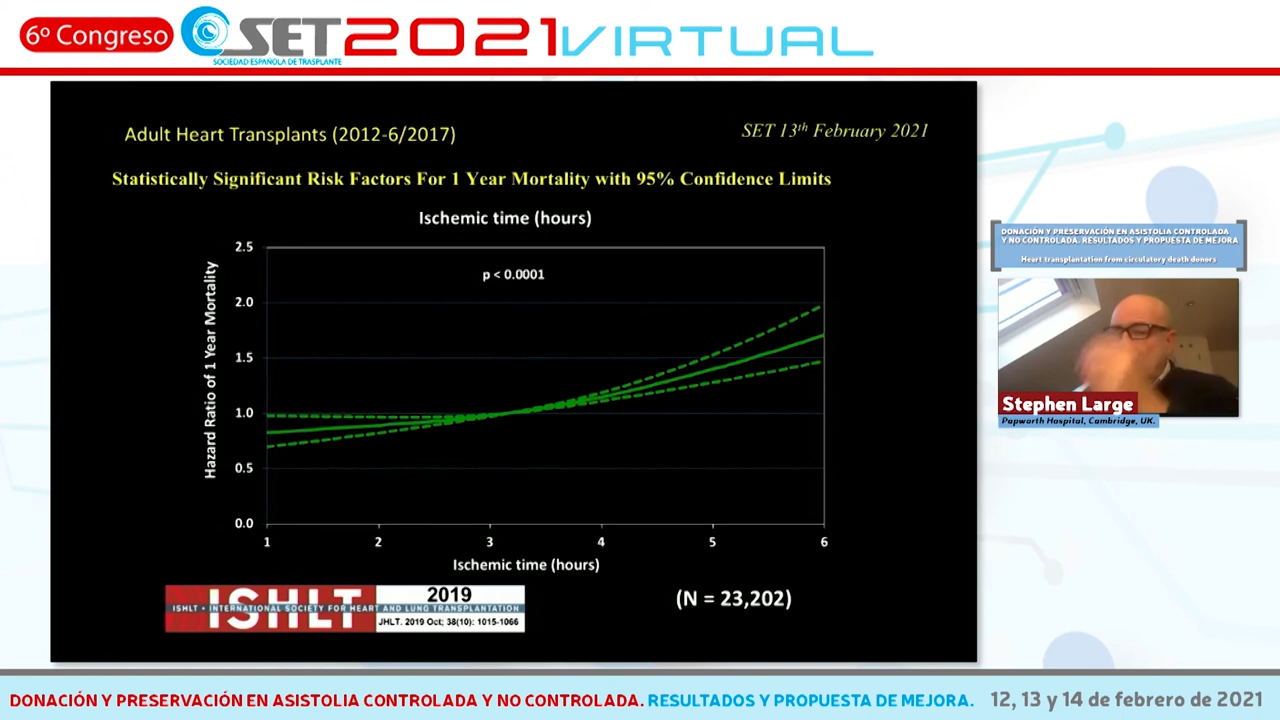 6º Congreso
SET 2021 VIRTUAL
SOCIEDAD ESPAÑOLA DE TRASPLANTE
Adult Heart Transplants (2012-6/2017)
SET 13th February 2021
Statistically Significant Risk Factors For 1 Year Mortality with 95% Confidence Limits
Ischemic time (hours)
p < 0.0001
Hazard Ratio of 1 Year Mortality
2.5
2.0
1.5
1.0
0.5
0.0
1 2 3 4 5 6
Ischemic time (hours)
ISHLT
2019
ISHLT • INTERNATIONAL SOCIETY FOR HEART AND LUNG TRANSPLANTATION
JHLT. 2019 Oct; 38(10): 1015-1066
(N = 23,202)
DONACIÓN Y PRESERVACIÓN EN ASISTOLIA CONTROLADA
Y NO CONTROLADA. RESULTADOS Y PROPUESTA DE MEJORA
Heart transplantation from circulatory death donors
Stephen Large
Papworth Hospital, Cambridge, UK.
DONACIÓN Y PRESERVACIÓN EN ASISTOLIA CONTROLADA Y NO CONTROLADA. RESULTADOS Y PROPUESTA DE MEJORA.
12, 13 y 14 de febrero de 2021